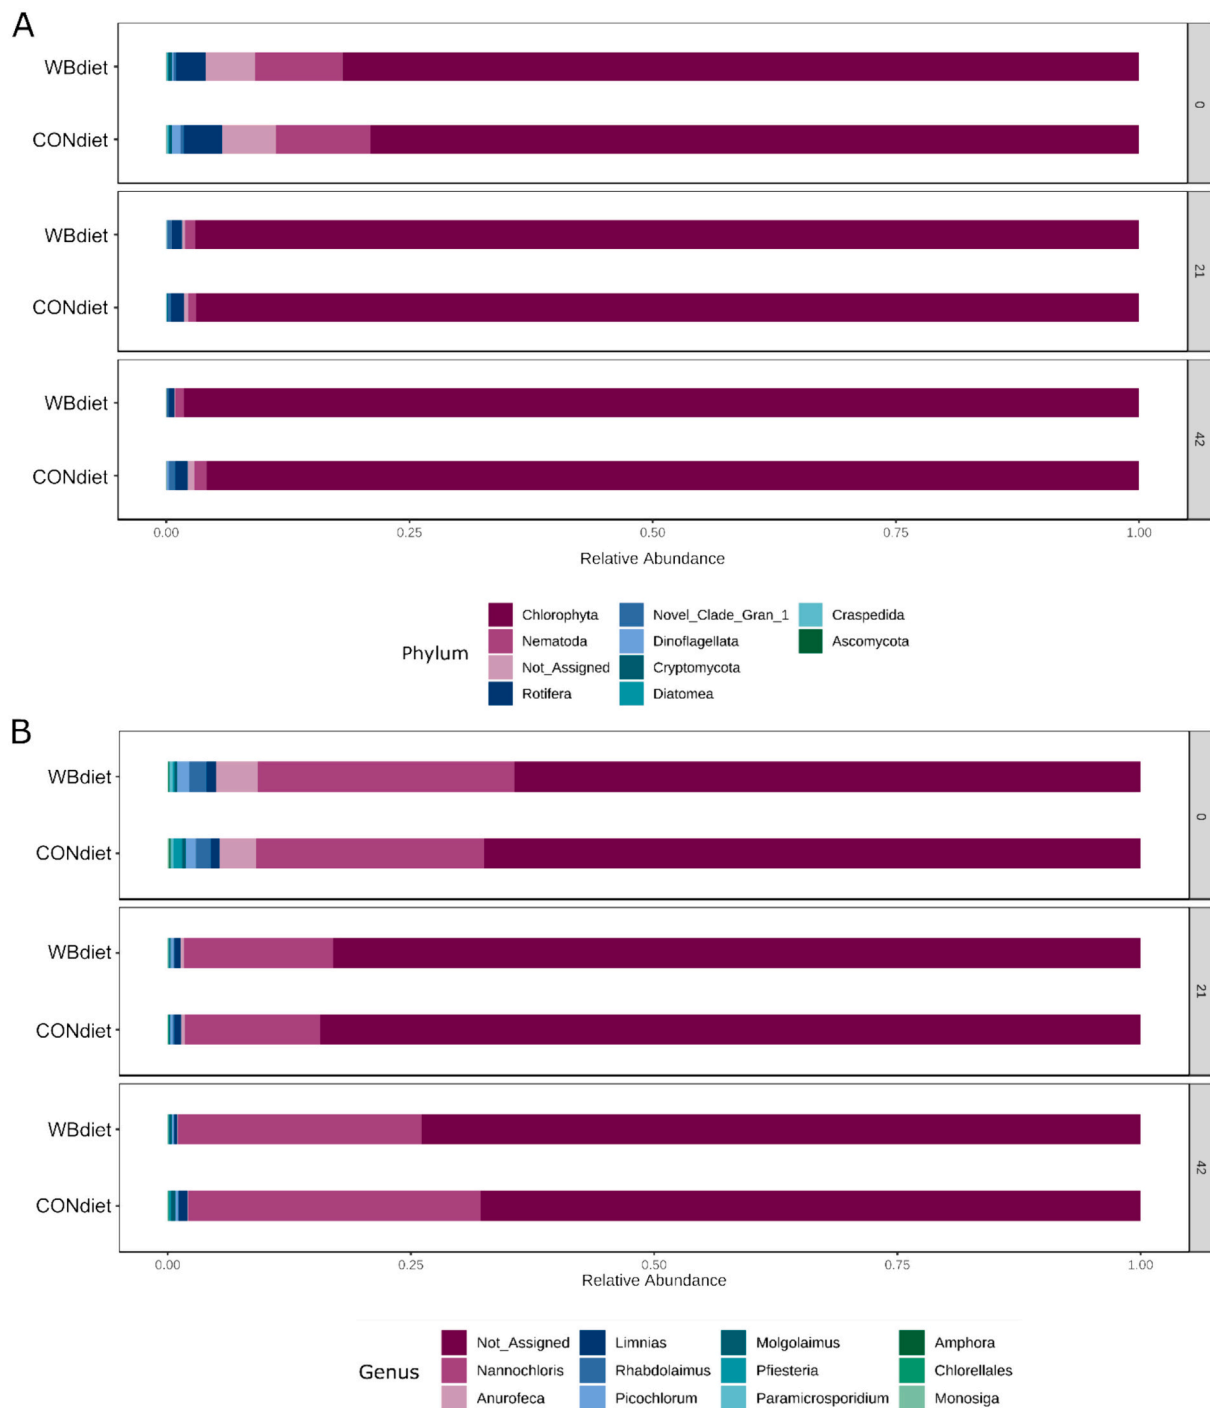 A
WBdiet
0
CONdiet
WBdiet
21
CONdiet
WBdiet
42
CONdiet
0.00 0.25 0.50 0.75 1.00
Relative Abundance
Phylum
Chlorophyta Novel_Clade_Gran_1 Craspedida
Nematoda Dinoflagellata Ascomycota
Not_Assigned Cryptomycota
Rotifera Diatomea
B
WBdiet
0
CONdiet
WBdiet
21
CONdiet
WBdiet
42
CONdiet
0.00 0.25 0.50 0.75 1.00
Relative Abundance
Genus
Not_Assigned Limnias Molgolaimus Amphora
Nannochloris Rhabdolaimus Pfiesteria Chlorellales
Anurofeca Picochlorum Paramicrosporidium Monosiga